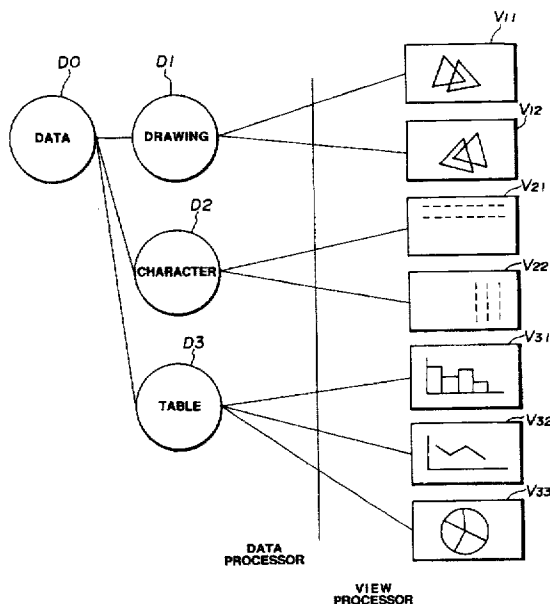 V11
D0
D1
DATA
DRAWING
V12
V21
D2
CHARACTER
V22
V31
D3
TABLE
V32
V33
DATA
PROCESSOR
VIEW
PROCESSOR